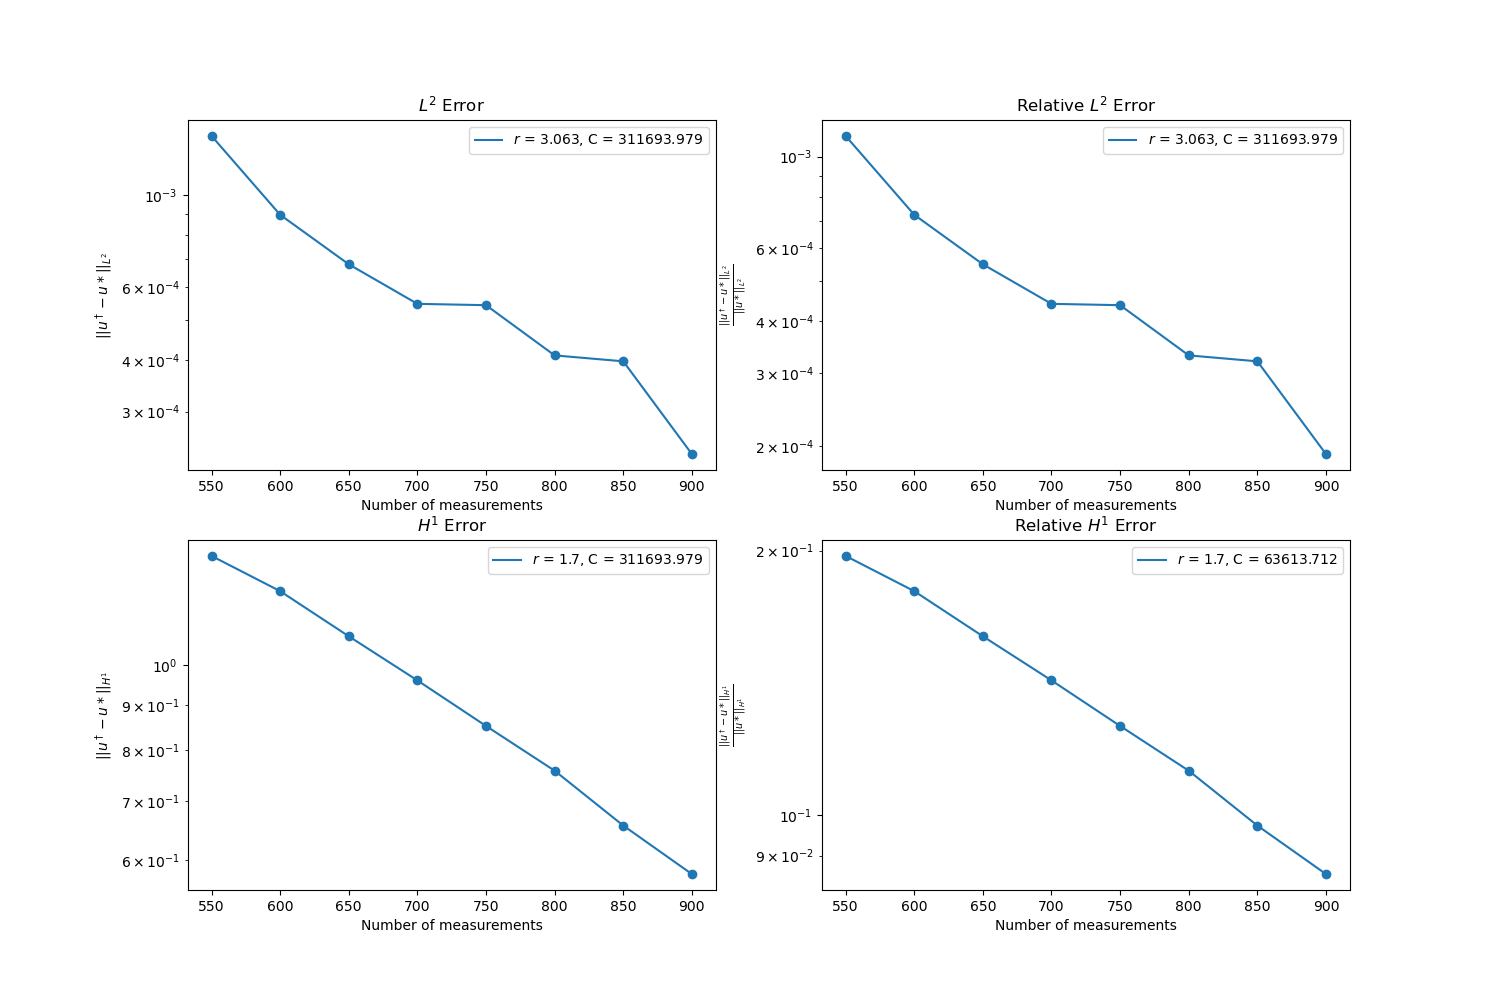 L² Error
r = 3.063, C = 311693.979
10⁻³
6 × 10⁻⁴
4 × 10⁻⁴
3 × 10⁻⁴
||u† − u*||_L²
550 600 650 700 750 800 850 900
Number of measurements
Relative L² Error
r = 3.063, C = 311693.979
10⁻³
6 × 10⁻⁴
4 × 10⁻⁴
3 × 10⁻⁴
2 × 10⁻⁴
||u† − u*||_L²
||u*||_L²
550 600 650 700 750 800 850 900
Number of measurements
H¹ Error
r = 1.7, C = 311693.979
10⁰
9 × 10⁻¹
8 × 10⁻¹
7 × 10⁻¹
6 × 10⁻¹
||u† − u*||_H¹
550 600 650 700 750 800 850 900
Number of measurements
Relative H¹ Error
r = 1.7, C = 63613.712
2 × 10⁻¹
10⁻¹
9 × 10⁻²
||u† − u*||_H¹
||u*||_H¹
550 600 650 700 750 800 850 900
Number of measurements